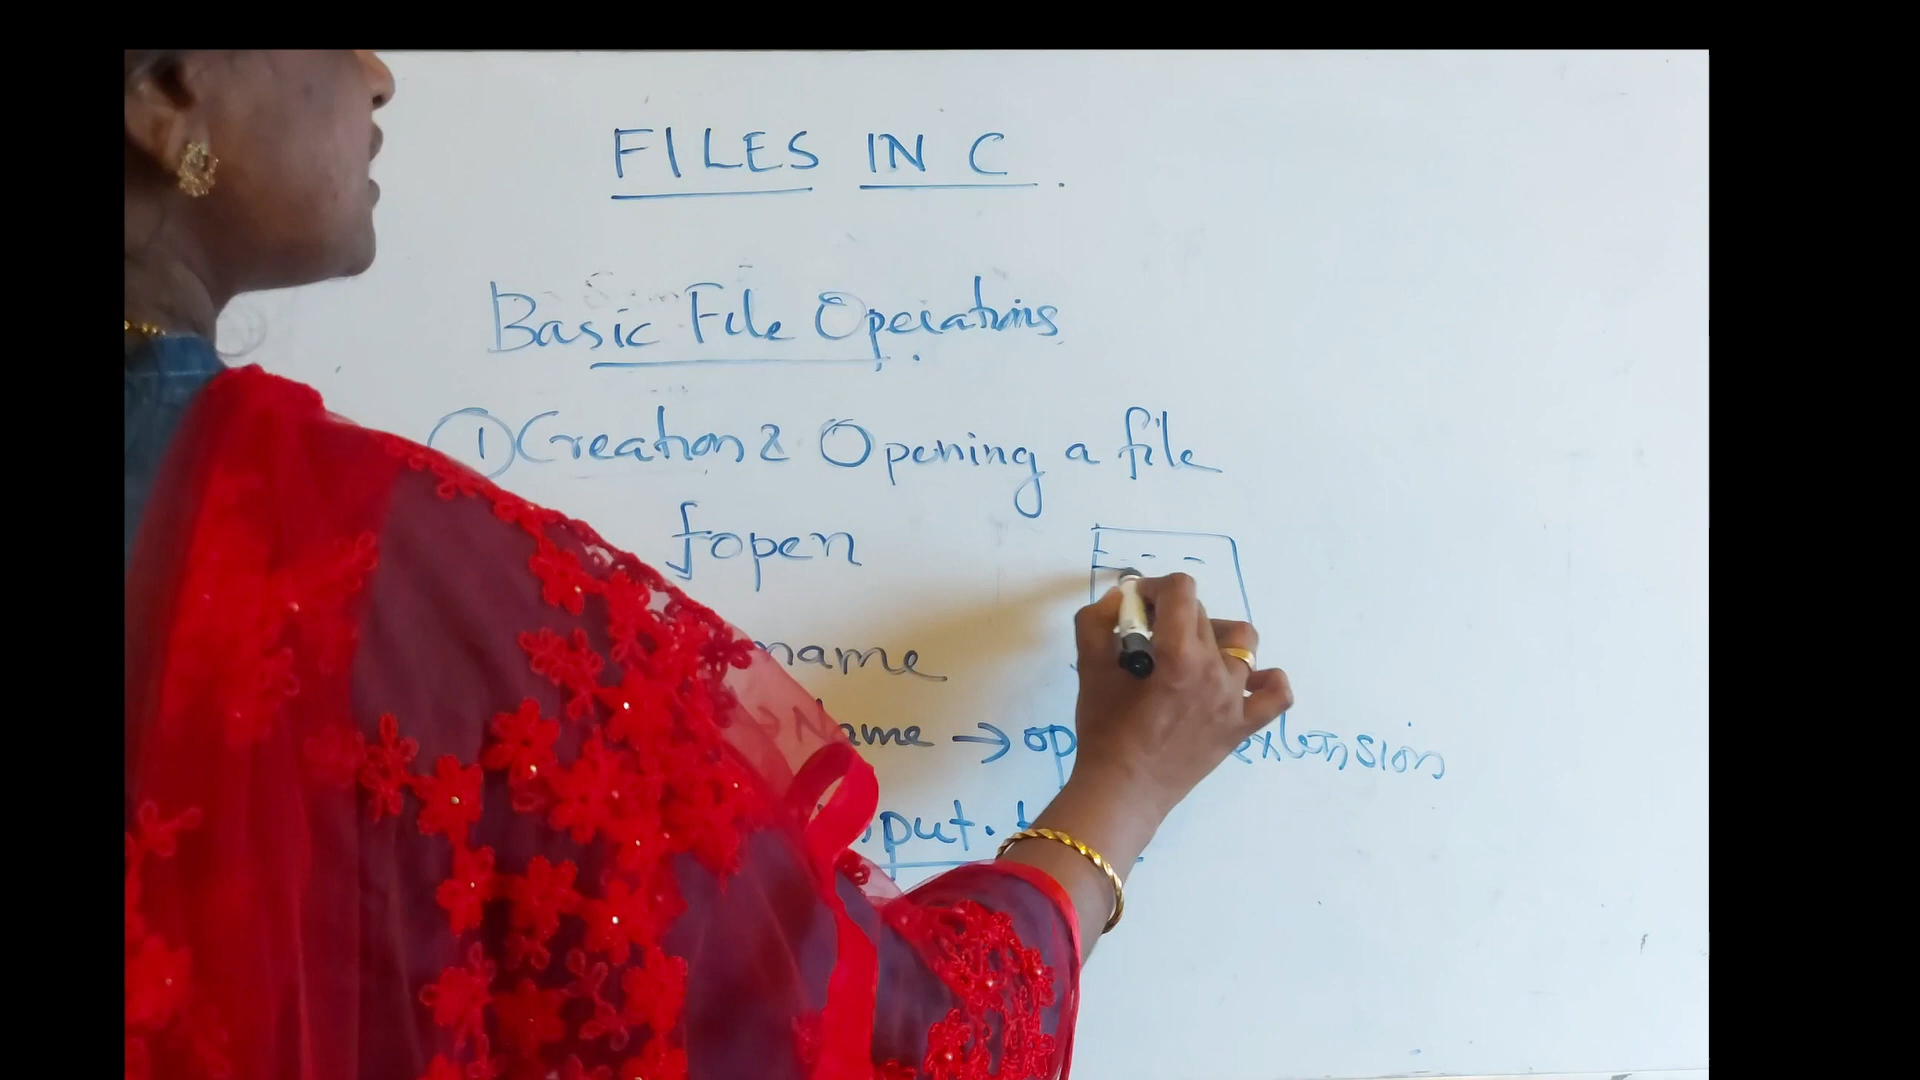 FILES IN C.
Basic File Operations
① Creation & Opening a file
fopen
name
Name → op extension
put.